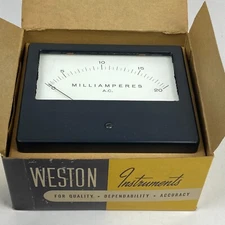 0 5 10 15 20
MILLIAMPERES
A.C.
WESTON Instruments
FOR QUALITY - DEPENDABILITY - ACCURACY